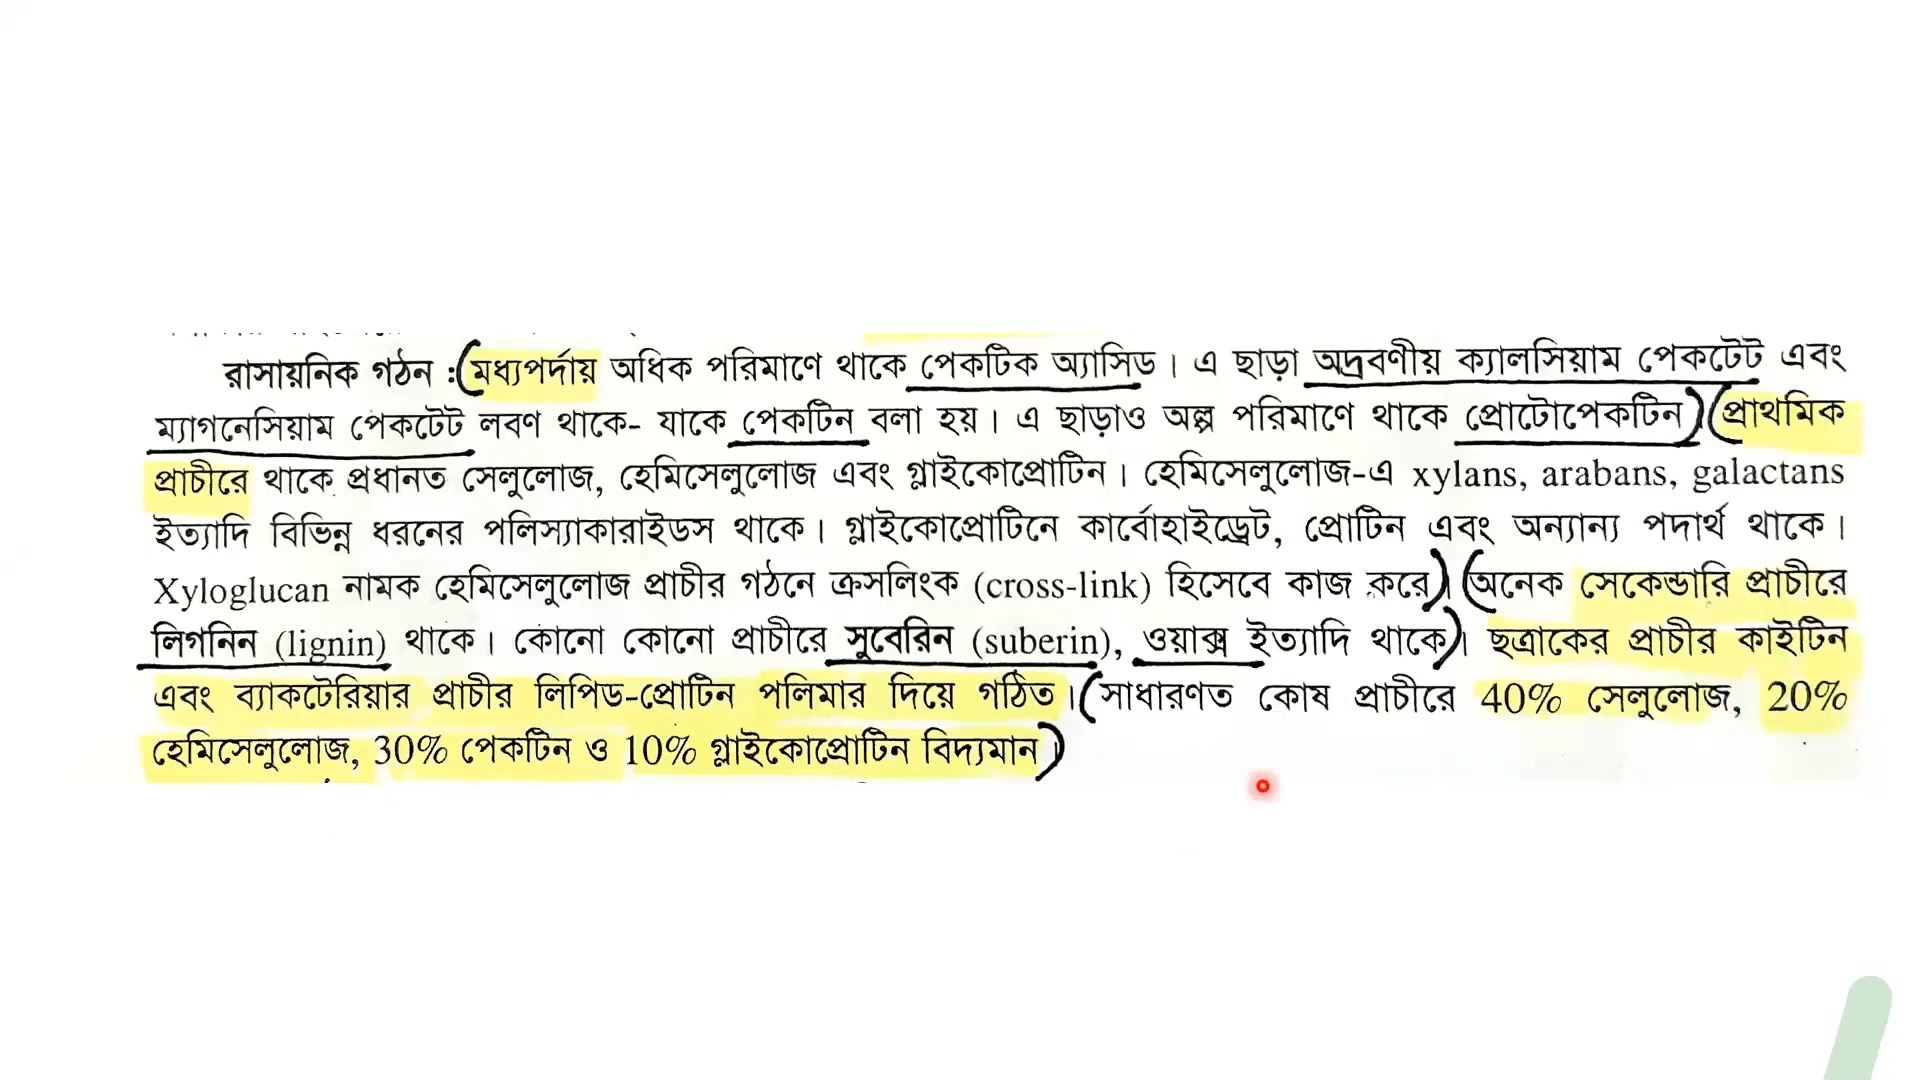 রাসায়নিক গঠন : মধ্যপর্দায় অধিক পরিমাণে থাকে পেকটিক অ্যাসিড। এ ছাড়া অদ্রবণীয় ক্যালসিয়াম পেকটেট এবং
ম্যাগনেসিয়াম পেকটেট লবণ থাকে- যাকে পেকটিন বলা হয়। এ ছাড়াও অল্প পরিমাণে থাকে প্রোটোপেকটিন। প্রাথমিক
প্রাচীরে থাকে প্রধানত সেলুলোজ, হেমিসেলুলোজ এবং গ্লাইকোপ্রোটিন। হেমিসেলুলোজ-এ xylans, arabans, galactans
ইত্যাদি বিভিন্ন ধরনের পলিস্যাকারাইডস থাকে। গ্লাইকোপ্রোটিনে কার্বোহাইড্রেট, প্রোটিন এবং অন্যান্য পদার্থ থাকে।
Xyloglucan নামক হেমিসেলুলোজ প্রাচীর গঠনে ক্রসলিংক (cross-link) হিসেবে কাজ করে। অনেক সেকেন্ডারি প্রাচীরে
লিগনিন (lignin) থাকে। কোনো কোনো প্রাচীরে সুবেরিন (suberin), ওয়াক্স ইত্যাদি থাকে। ছত্রাকের প্রাচীর কাইটিন
এবং ব্যাকটেরিয়ার প্রাচীর লিপিড-প্রোটিন পলিমার দিয়ে গঠিত। সাধারণত কোষ প্রাচীরে 40% সেলুলোজ, 20%
হেমিসেলুলোজ, 30% পেকটিন ও 10% গ্লাইকোপ্রোটিন বিদ্যমান।